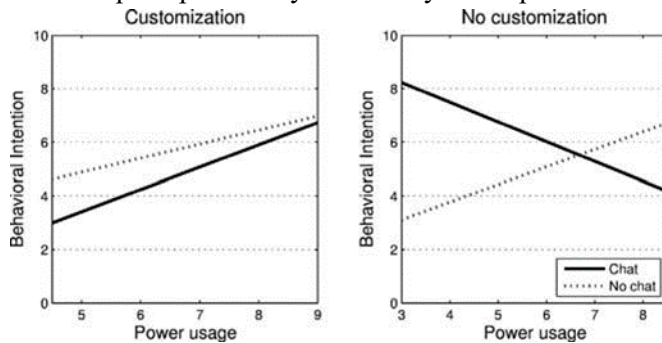 Customization
No customization
10
8
6
4
2
0
5
6
7
8
9
Behavioral Intention
Power usage
10
8
6
4
2
0
3
4
5
6
7
8
Behavioral Intention
Power usage
Chat
No chat